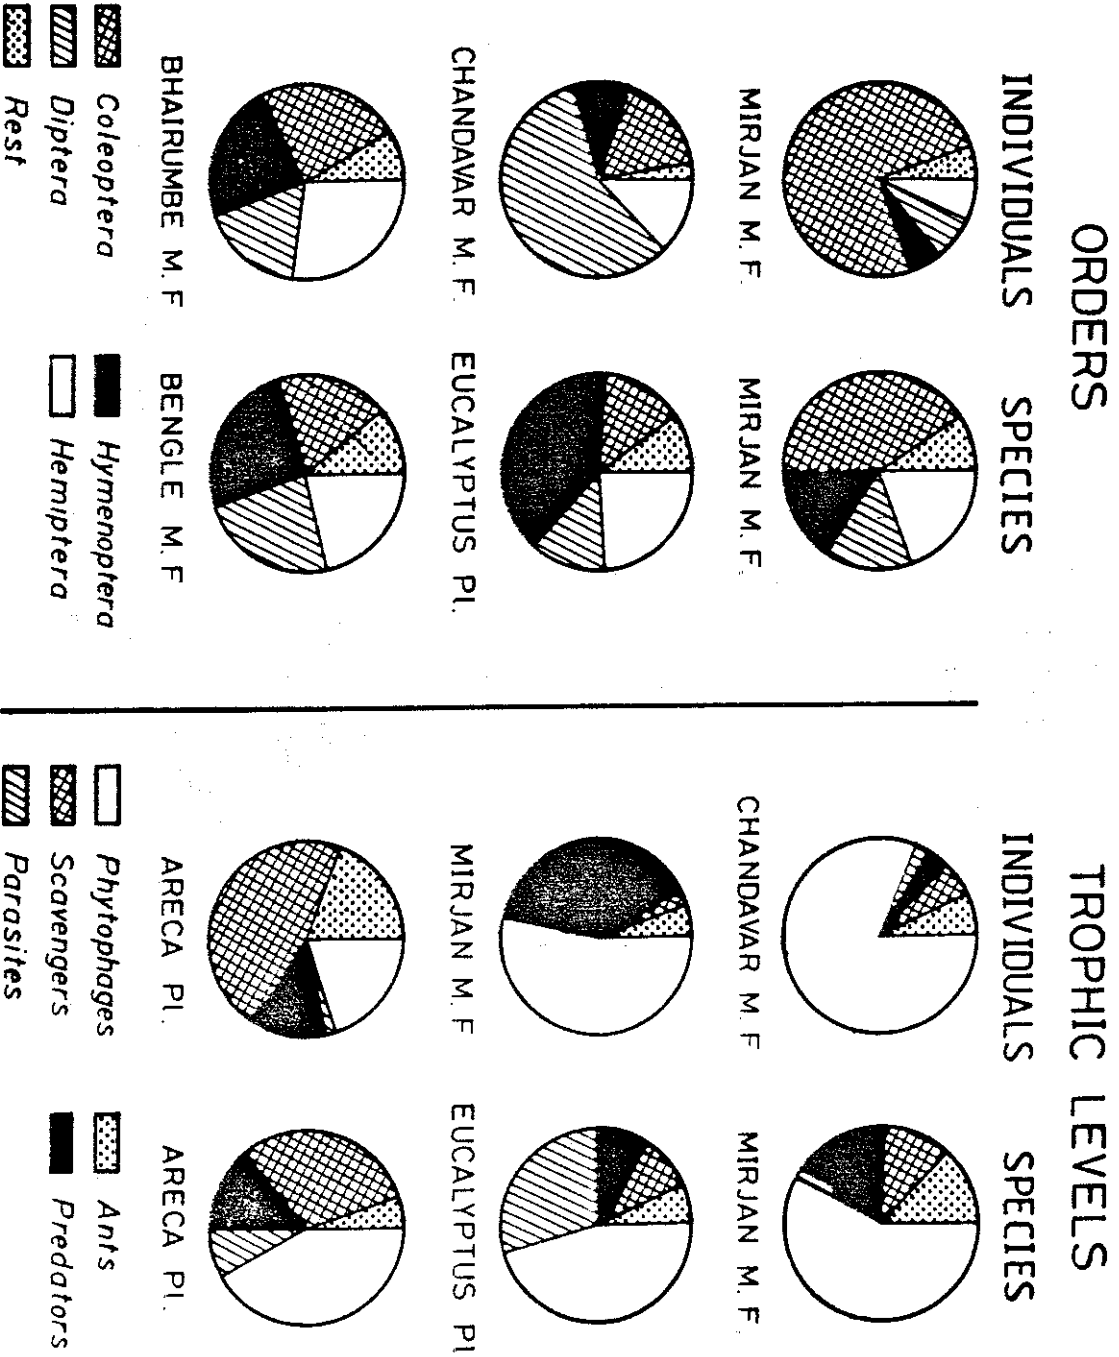 ORDERS
TROPHIC LEVELS
INDIVIDUALS
SPECIES
INDIVIDUALS
SPECIES
MIRJAN M. F.
MIRJAN M. F.
CHANDAVAR M. F
MIRJAN M. F
CHANDAVAR M. F.
EUCALYPTUS Pl.
MIRJAN M. F
EUCALYPTUS Pl
BHAIRUMBE M. F
BENGLE M. F
ARECA Pl.
ARECA Pl.
Coleoptera
Hymenoptera
Phytophages
Ants
Diptera
Hemiptera
Scavengers
Predators
Rest
Parasites